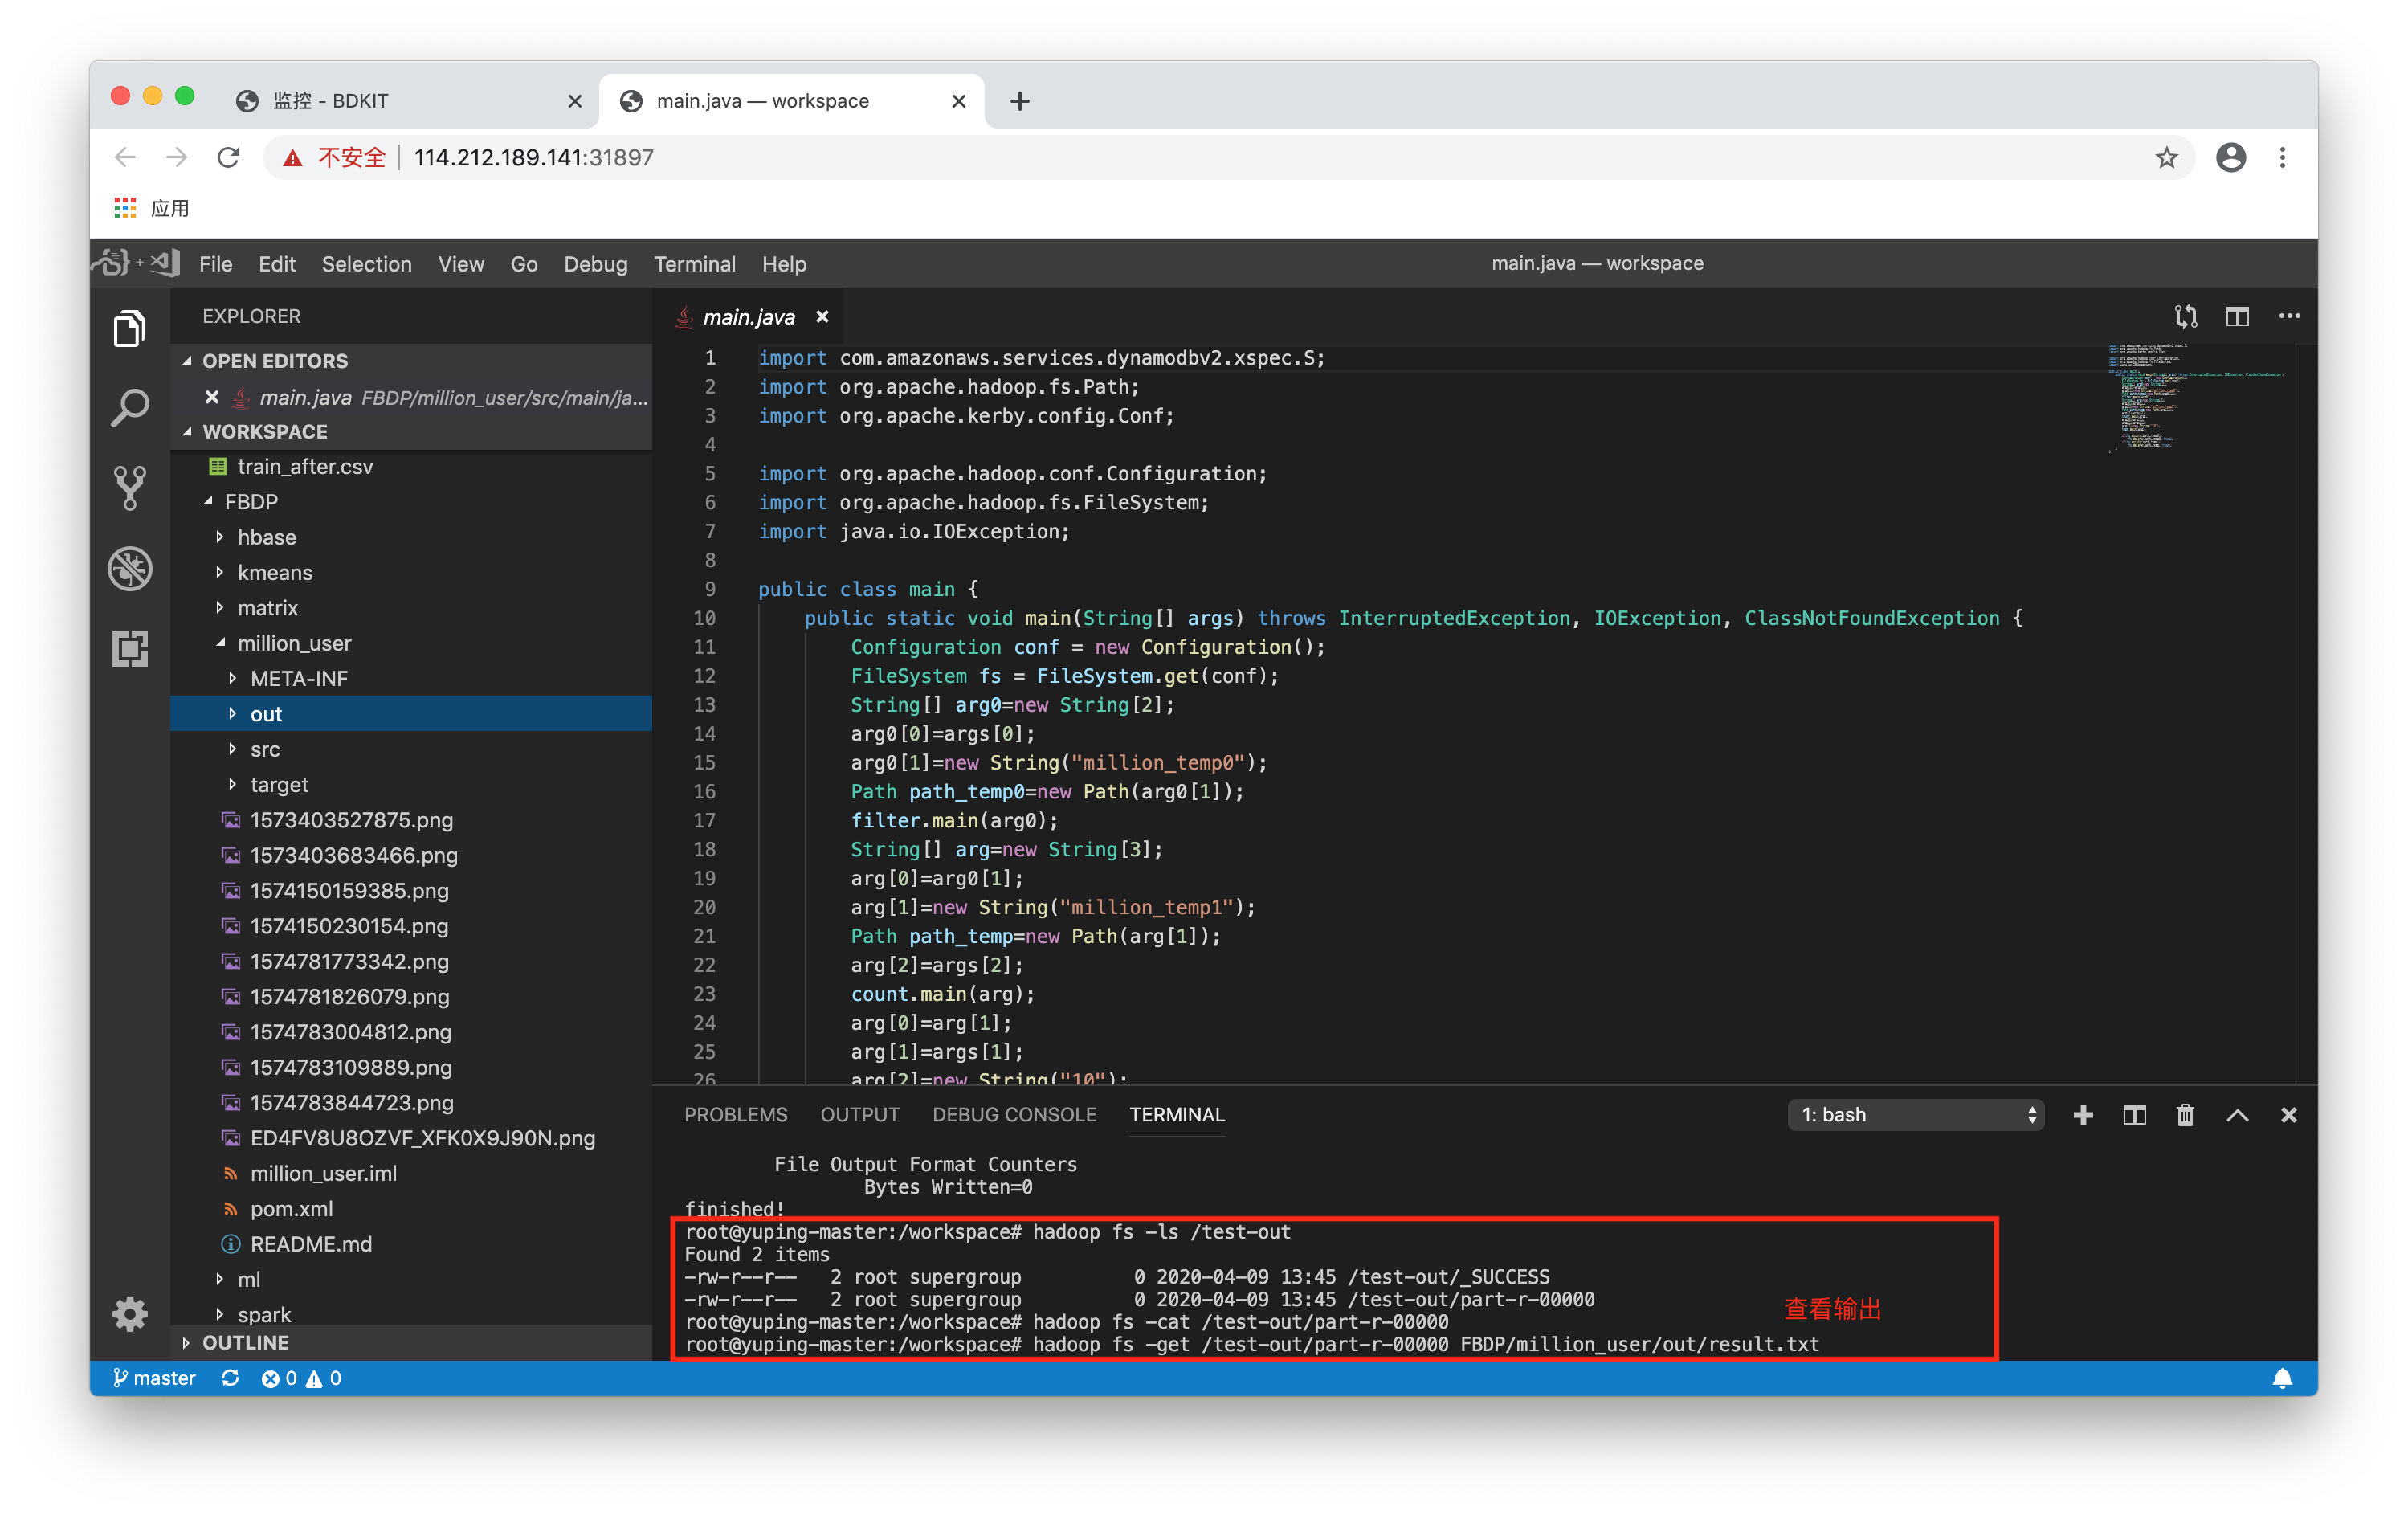 监控 - BDKIT
main.java — workspace
不安全
114.212.189.141:31897
应用
File Edit Selection View Go Debug Terminal Help
main.java — workspace
EXPLORER
OPEN EDITORS
main.java FBDP/million_user/src/main/ja...
WORKSPACE
train_after.csv
FBDP
hbase
kmeans
matrix
million_user
META-INF
out
src
target
1573403527875.png
1573403683466.png
1574150159385.png
1574150230154.png
1574781773342.png
1574781826079.png
1574783004812.png
1574783109889.png
1574783844723.png
ED4FV8U8OZVF_XFK0X9J90N.png
million_user.iml
pom.xml
README.md
ml
spark
OUTLINE
main.java
1 import com.amazonaws.services.dynamodbv2.xspec.S;
2 import org.apache.hadoop.fs.Path;
3 import org.apache.kerby.config.Conf;
4
5 import org.apache.hadoop.conf.Configuration;
6 import org.apache.hadoop.fs.FileSystem;
7 import java.io.IOException;
8
9 public class main {
10 public static void main(String[] args) throws InterruptedException, IOException, ClassNotFoundException {
11 Configuration conf = new Configuration();
12 FileSystem fs = FileSystem.get(conf);
13 String[] arg0=new String[2];
14 arg0[0]=args[0];
15 arg0[1]=new String("million_temp0");
16 Path path_temp0=new Path(arg0[1]);
17 filter.main(arg0);
18 String[] arg=new String[3];
19 arg[0]=arg0[1];
20 arg[1]=new String("million_temp1");
21 Path path_temp=new Path(arg[1]);
22 arg[2]=args[2];
23 count.main(arg);
24 arg[0]=arg[1];
25 arg[1]=args[1];
26 arg[2]=new String("10");
PROBLEMS OUTPUT DEBUG CONSOLE TERMINAL
1: bash
File Output Format Counters
Bytes Written=0
finished!
root@yuping-master:/workspace# hadoop fs -ls /test-out
Found 2 items
-rw-r--r-- 2 root supergroup 0 2020-04-09 13:45 /test-out/_SUCCESS
-rw-r--r-- 2 root supergroup 0 2020-04-09 13:45 /test-out/part-r-00000
查看输出
root@yuping-master:/workspace# hadoop fs -cat /test-out/part-r-00000
root@yuping-master:/workspace# hadoop fs -get /test-out/part-r-00000 FBDP/million_user/out/result.txt
master 0 0